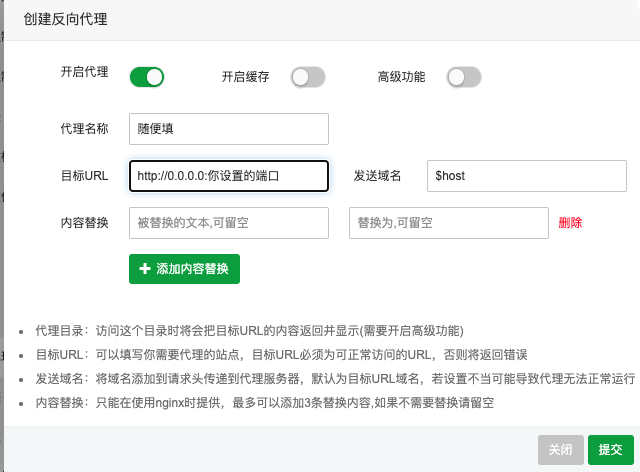 创建反向代理
开启代理 开启缓存 高级功能
代理名称 随便填
目标URL http://0.0.0.0:你设置的端口 发送域名 $host
内容替换 被替换的文本,可留空 替换为,可留空 删除
+ 添加内容替换
• 代理目录：访问这个目录时将会把目标URL的内容返回并显示(需要开启高级功能)
• 目标URL：可以填写你需要代理的站点，目标URL必须为可正常访问的URL，否则将返回错误
• 发送域名：将域名添加到请求头传递到代理服务器，默认为目标URL域名，若设置不当可能导致代理无法正常运行
• 内容替换：只能在使用nginx时提供，最多可以添加3条替换内容,如果不需要替换请留空
关闭 提交